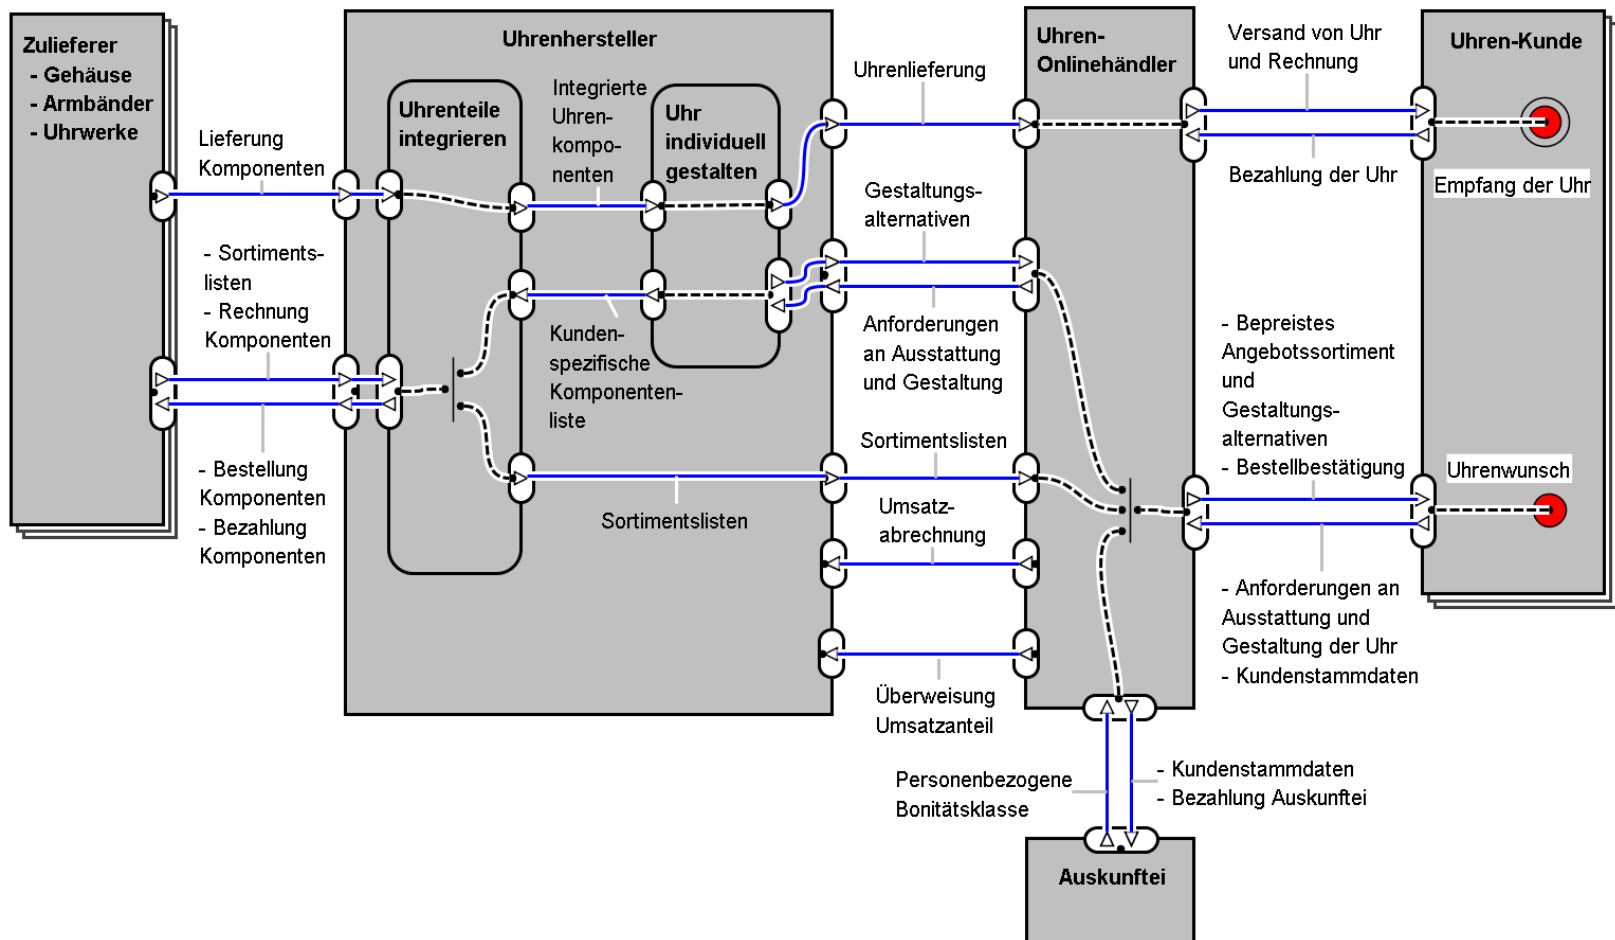 Zulieferer
- Gehäuse
- Armbänder
- Uhrwerke
Lieferung
Komponenten
- Sortiments-
listen
- Rechnung
Komponenten
- Bestellung
Komponenten
- Bezahlung
Komponenten
Uhrenhersteller
Uhrenteile
integrieren
Integrierte
Uhren-
kompo-
nenten
Uhr
individuell
gestalten
Kunden-
spezifische
Komponenten-
liste
Sortimentslisten
Uhrenlieferung
Gestaltungs-
alternativen
Anforderungen
an Ausstattung
und Gestaltung
Sortimentslisten
Umsatz-
abrechnung
Überweisung
Umsatzanteil
Uhren-
Onlinehändler
Versand von Uhr
und Rechnung
Bezahlung der Uhr
- Bepreistes
Angebotssortiment
und
Gestaltungs-
alternativen
- Bestellbestätigung
- Anforderungen an
Ausstattung und
Gestaltung der Uhr
- Kundenstammdaten
Uhren-Kunde
Empfang der Uhr
Uhrenwunsch
Personenbezogene
Bonitätsklasse
- Kundenstammdaten
- Bezahlung Auskunftei
Auskunftei